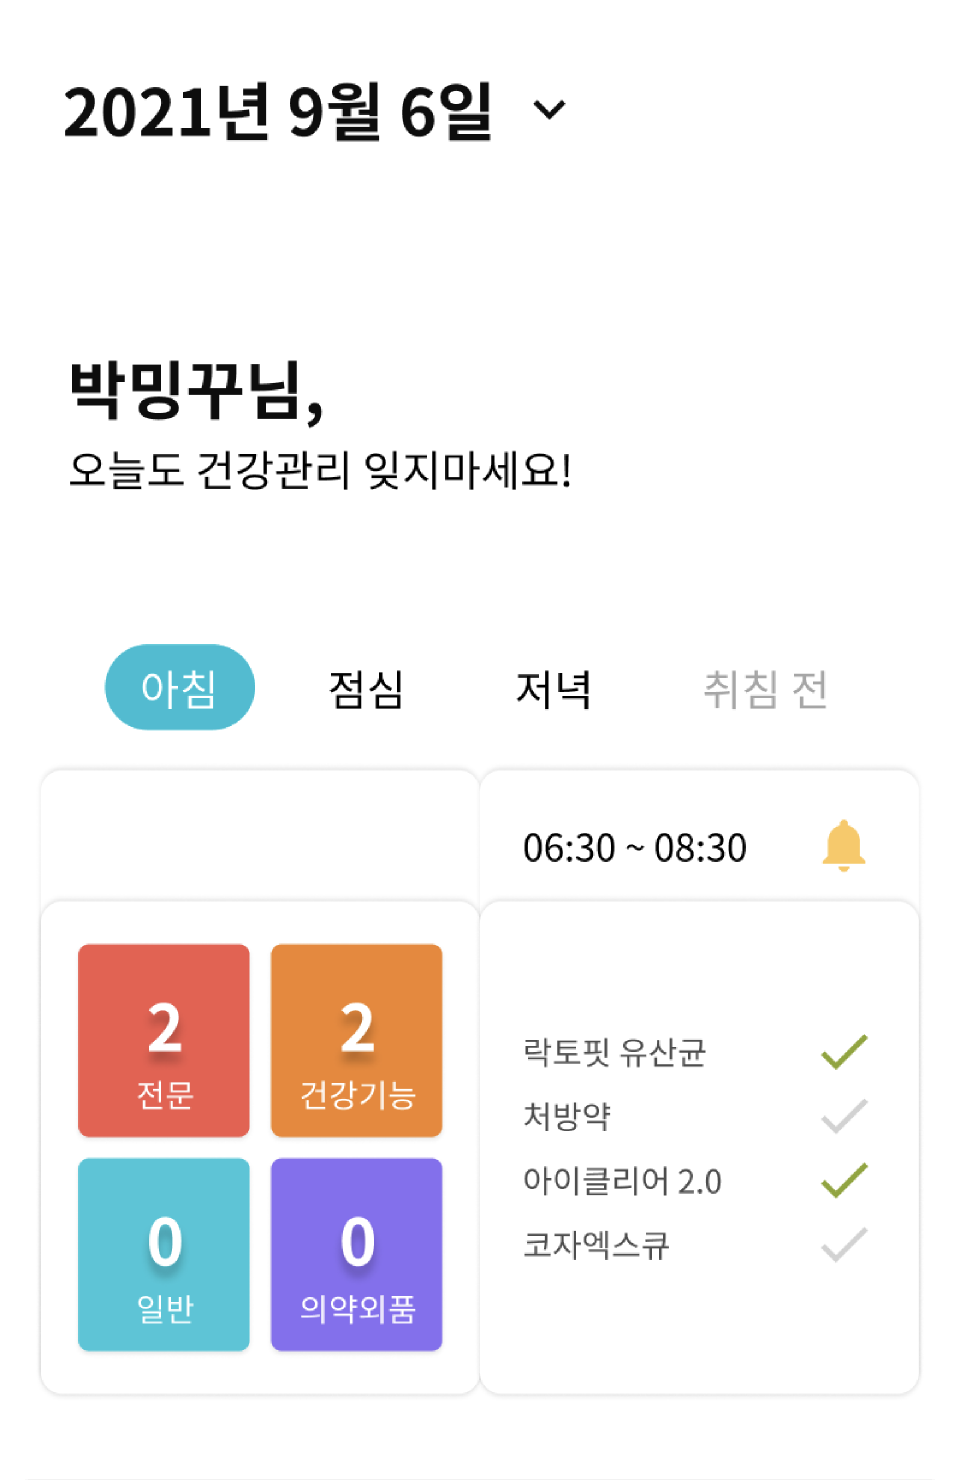 2021년 9월 6일
박밍꾸님,
오늘도 건강관리 잊지마세요!
아침 점심 저녁 취침 전
06:30 ~ 08:30
2 2
전문 건강기능
0 0
일반 의약외품
락토핏 유산균
처방약
아이클리어 2.0
코자엑스큐